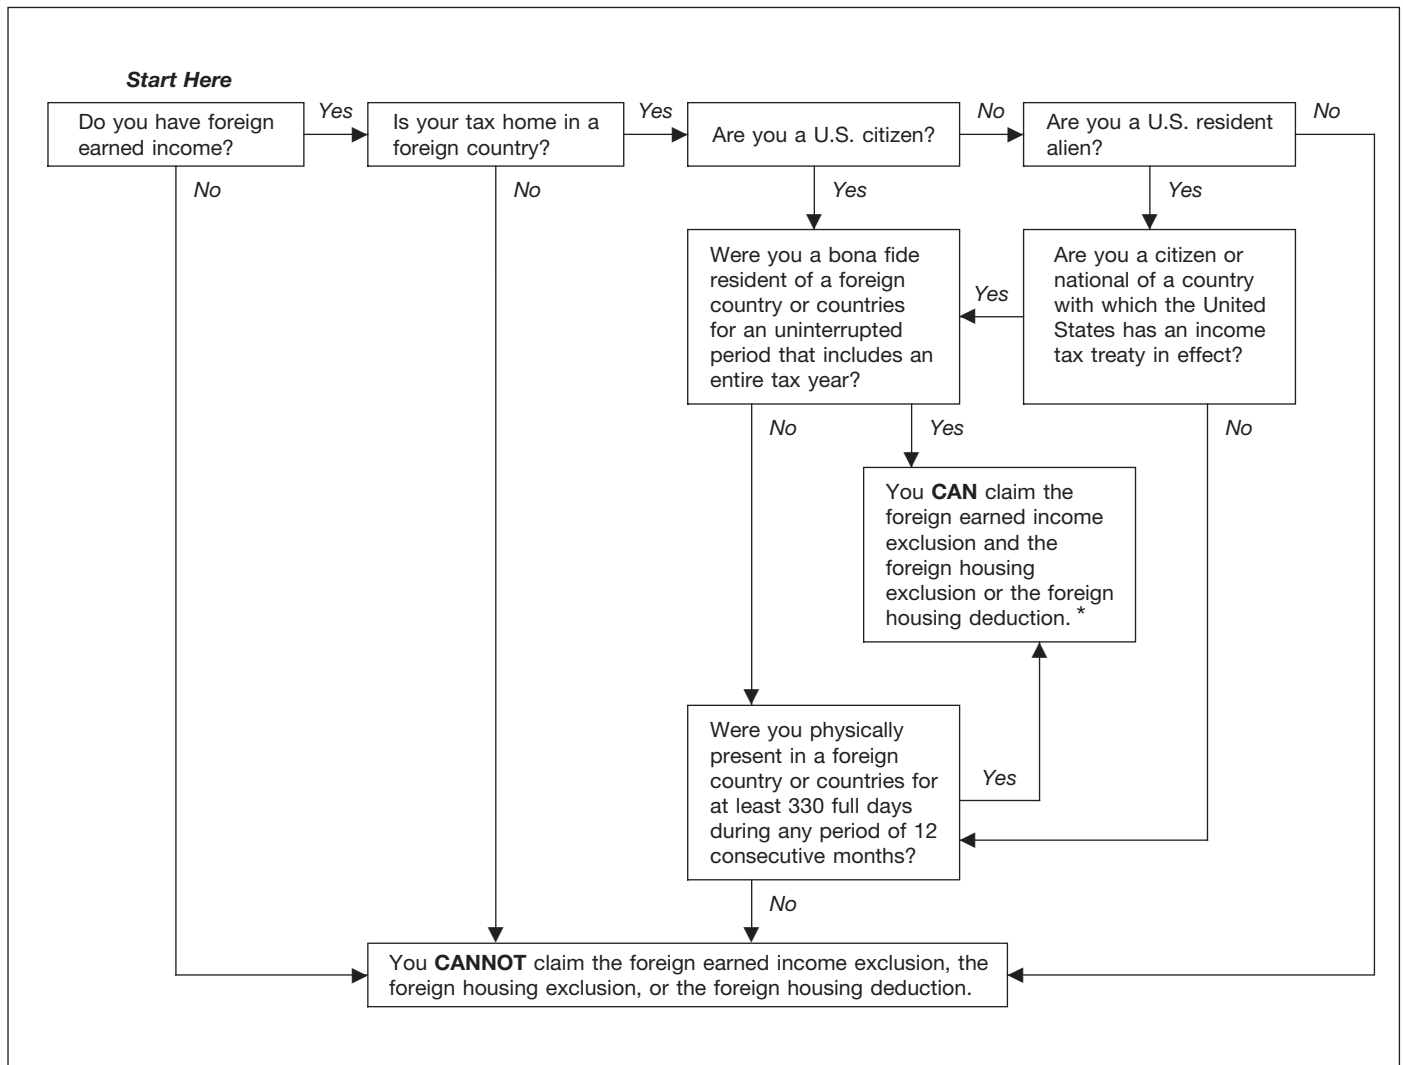 Start Here
Do you have foreign
earned income?
Yes
No
Is your tax home in a
foreign country?
Yes
No
Are you a U.S. citizen?
No
Yes
Are you a U.S. resident
alien?
No
Yes
Were you a bona fide
resident of a foreign
country or countries
for an uninterrupted
period that includes an
entire tax year?
Yes
Are you a citizen or
national of a country
with which the United
States has an income
tax treaty in effect?
No
Yes
No
You CAN claim the
foreign earned income
exclusion and the
foreign housing
exclusion or the foreign
housing deduction. *
Were you physically
present in a foreign
country or countries for
at least 330 full days
during any period of 12
consecutive months?
Yes
No
You CANNOT claim the foreign earned income exclusion, the
foreign housing exclusion, or the foreign housing deduction.